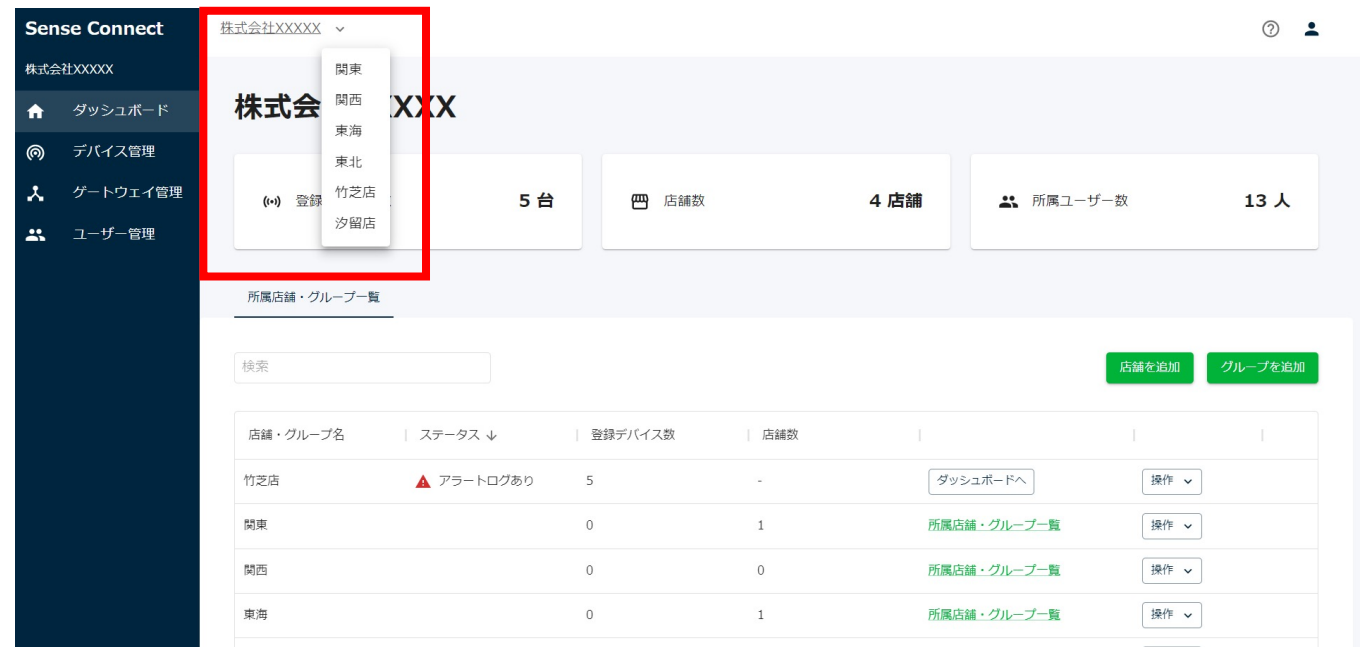 Sense Connect
株式会社XXXXX
株式会社XXXXX
ダッシュボード
デバイス管理
ゲートウェイ管理
ユーザー管理
関東
関西
東海
東北
竹芝店
汐留店
株式会 XXX
登録
5 台
店舗数
4 店舗
所属ユーザー数
13 人
所属店舗・グループ一覧
検索
店舗を追加
グループを追加
店舗・グループ名 ステータス 登録デバイス数 店舗数
竹芝店 アラートログあり 5 - ダッシュボードへ 操作
関東 0 1 所属店舗・グループ一覧 操作
関西 0 0 所属店舗・グループ一覧 操作
東海 0 1 所属店舗・グループ一覧 操作